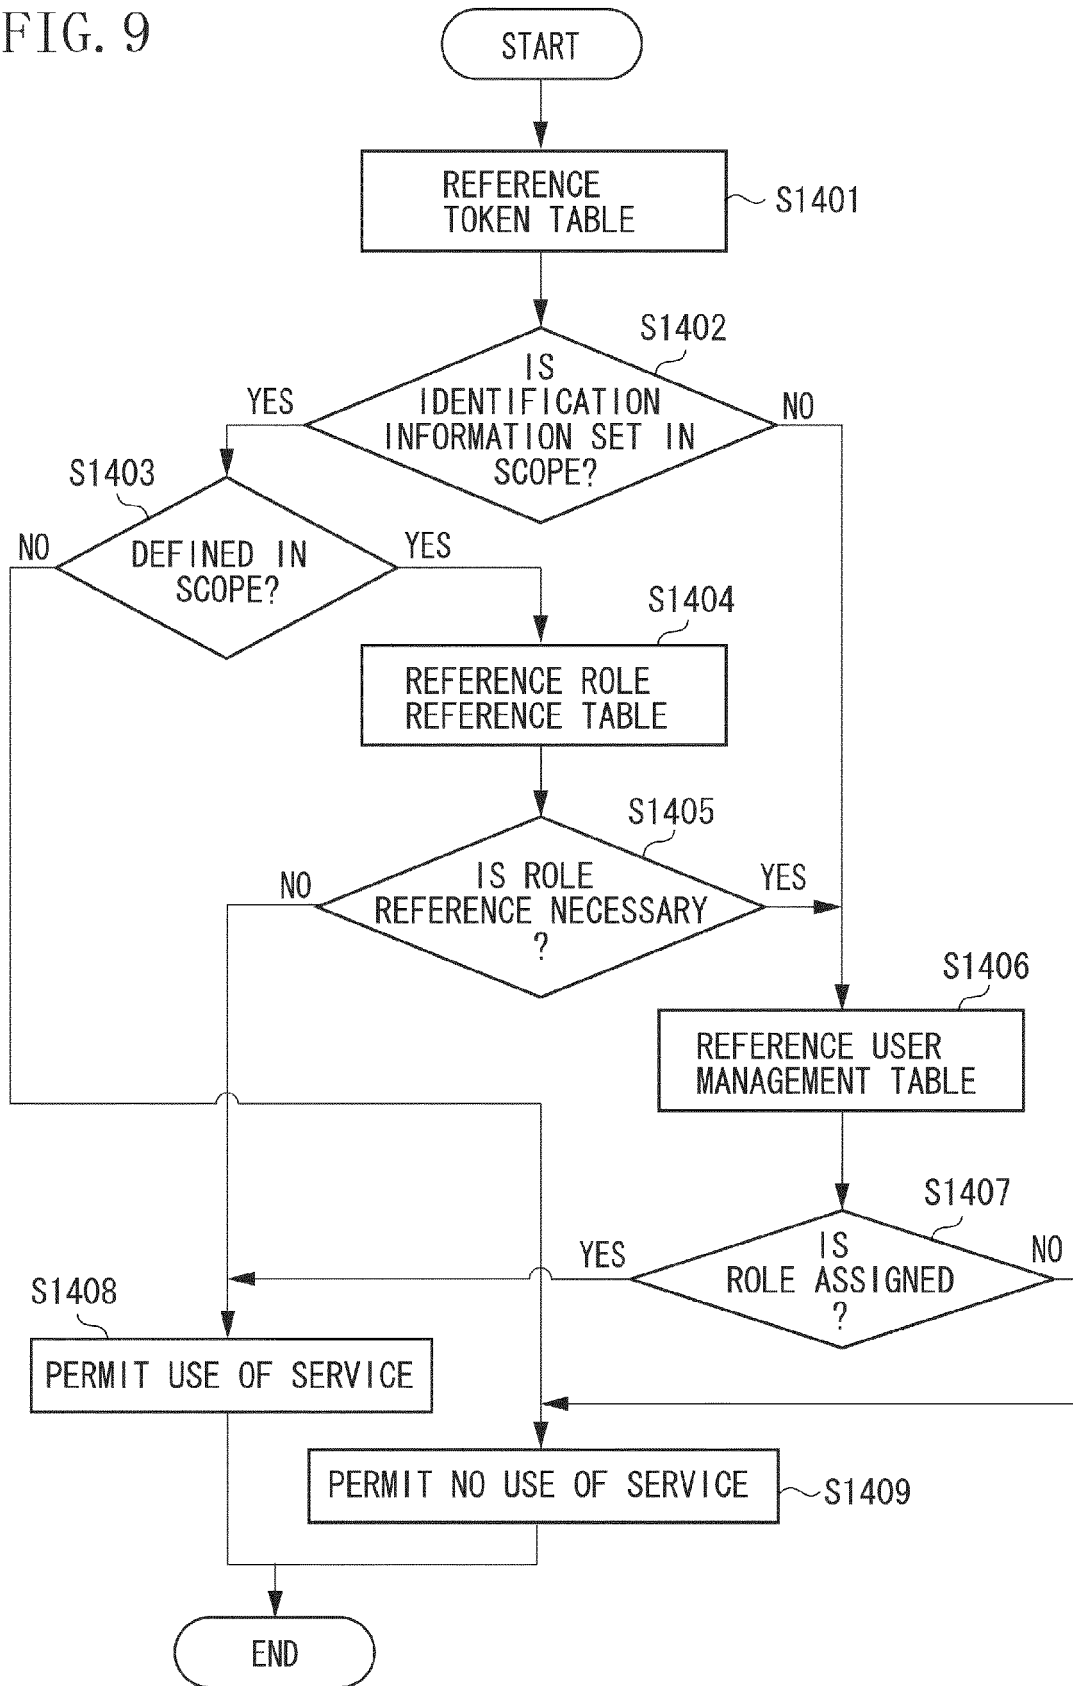 FIG. 9
START
REFERENCE
TOKEN TABLE
S1401
S1402
IS
IDENTIFICATION
INFORMATION SET IN
SCOPE?
YES
NO
S1403
DEFINED IN
SCOPE?
NO
YES
S1404
REFERENCE ROLE
REFERENCE TABLE
S1405
IS ROLE
REFERENCE NECESSARY
?
NO
YES
S1406
REFERENCE USER
MANAGEMENT TABLE
S1407
IS
ROLE ASSIGNED
?
YES
NO
S1408
PERMIT USE OF SERVICE
PERMIT NO USE OF SERVICE
S1409
END